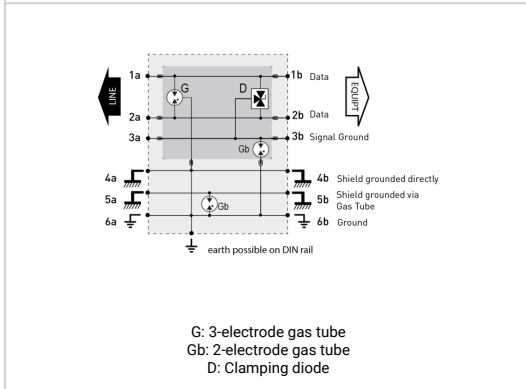 LINE
EQUIPT
1a G D 1b Data
2a 2b Data
3a 3b Signal Ground
Gb
4a 4b Shield grounded directly
5a 5b Shield grounded via
Gas Tube
Gb
6a 6b Ground
earth possible on DIN rail
G: 3-electrode gas tube
Gb: 2-electrode gas tube
D: Clamping diode